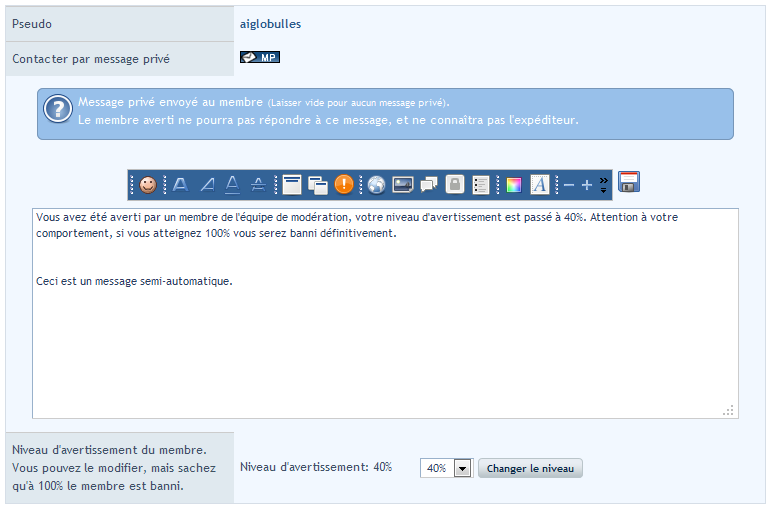 Pseudo
aiglobulles
Contacter par message privé
MP
Message privé envoyé au membre (Laisser vide pour aucun message privé).
Le membre averti ne pourra pas répondre à ce message, et ne connaîtra pas l'expéditeur.
Vous avez été averti par un membre de l'équipe de modération, votre niveau d'avertissement est passé à 40%. Attention à votre
comportement, si vous atteignez 100% vous serez banni définitivement.
Ceci est un message semi-automatique.
Niveau d'avertissement du membre.
Vous pouvez le modifier, mais sachez
qu'à 100% le membre est banni.
Niveau d'avertissement: 40%
40%
Changer le niveau